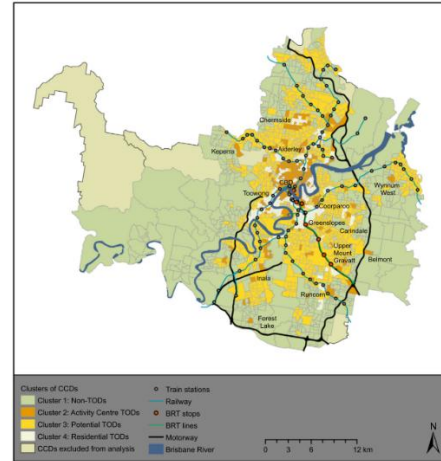 Chermside
Keperra
Alderley
CBD
Toowong
Wynnum
West
Coorparoo
Greenslopes
Carindale
Upper
Mount
Gravatt
Belmont
Inala
Runcorn
Forest
Lake
Clusters of CCDs
Cluster 1: Non-TODs
Cluster 2: Activity Centre TODs
Cluster 3: Potential TODs
Cluster 4: Residential TODs
CCDs excluded from analysis
Train stations
Railway
BRT stops
BRT lines
Motorway
Brisbane River
0 3 6 12 km
N